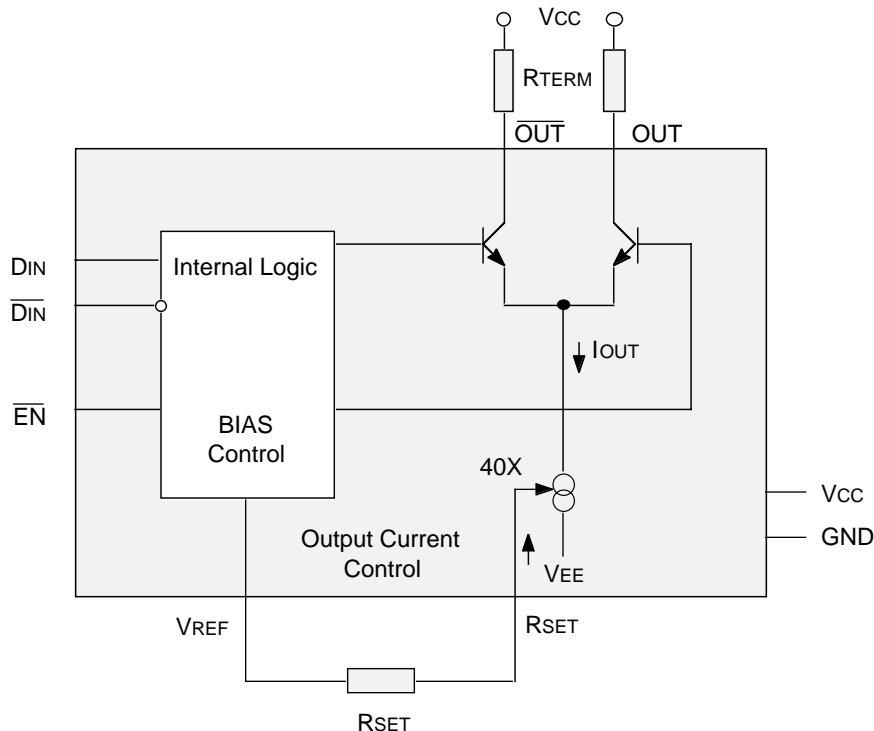 VCC
RTERM
OUT OUT
DIN
Internal Logic
DIN
IOUT
EN
BIAS
Control
40X
VCC
Output Current
Control
GND
VEE
VREF
RSET
RSET